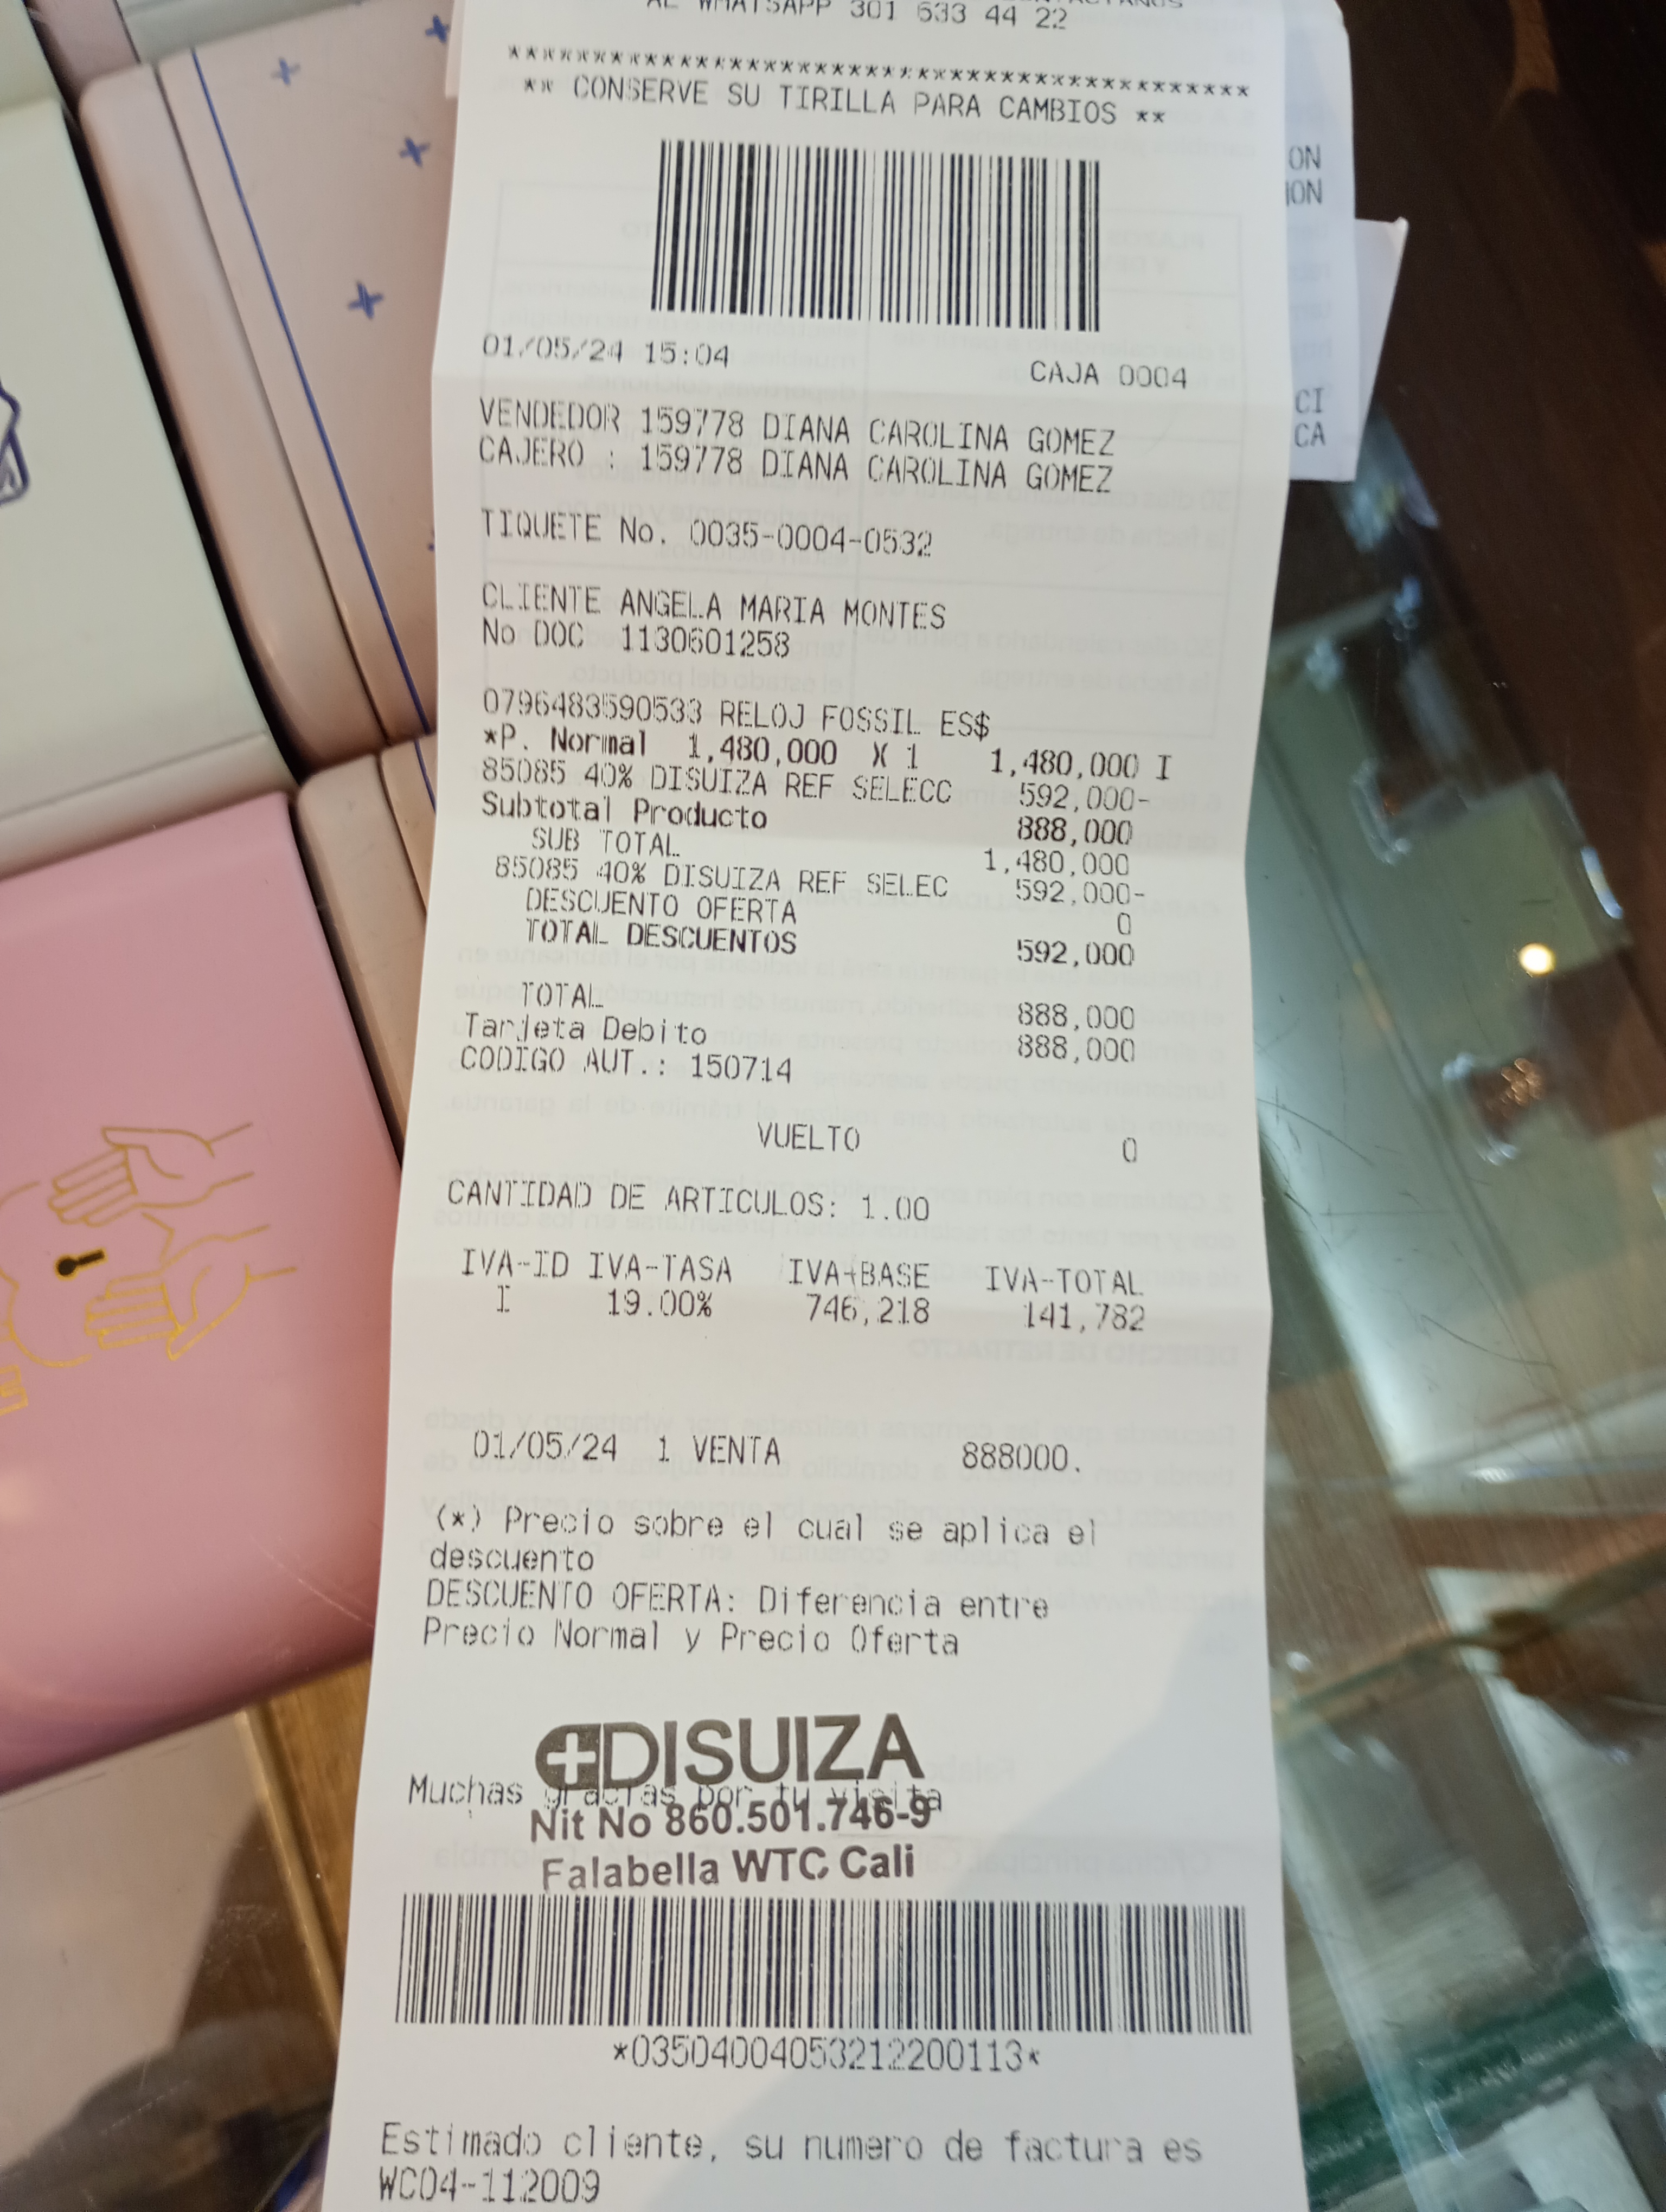 AL WHATSAPP 301 633 44 22
**********************************************
** CONSERVE SU TIRILLA PARA CAMBIOS **
01/05/24 15:04 CAJA 0004
VENDEDOR 159778 DIANA CAROLINA GOMEZ
CAJERO : 159778 DIANA CAROLINA GOMEZ
TIQUETE No. 0035-0004-0532
CLIENTE ANGELA MARIA MONTES
No DOC 1130601258
0796483590533 RELOJ FOSSIL ES$
*P. Normal 1,480,000 X 1 1,480,000 I
85085 40% DISUIZA REF SELECC 592,000-
Subtotal Producto 888,000
SUB TOTAL 1,480,000
85085 40% DISUIZA REF SELEC 592,000-
DESCUENTO OFERTA 0
TOTAL DESCUENTOS 592,000
TOTAL 888,000
Tarjeta Debito 888,000
CODIGO AUT.: 150714
VUELTO 0
CANTIDAD DE ARTICULOS: 1.00
IVA-ID IVA-TASA IVA-BASE IVA-TOTAL
I 19.00% 746,218 141,782
01/05/24 1 VENTA 888000.
(*) Precio sobre el cual se aplica el
descuento
DESCUENTO OFERTA: Diferencia entre
Precio Normal y Precio Oferta
DISUIZA
Muchas gracias por tu visita
Nit No 860.501.746-9
Falabella WTC Cali
*03504004053212200113*
Estimado cliente, su numero de factura es
WC04-112009
ON
ION
CI
CA